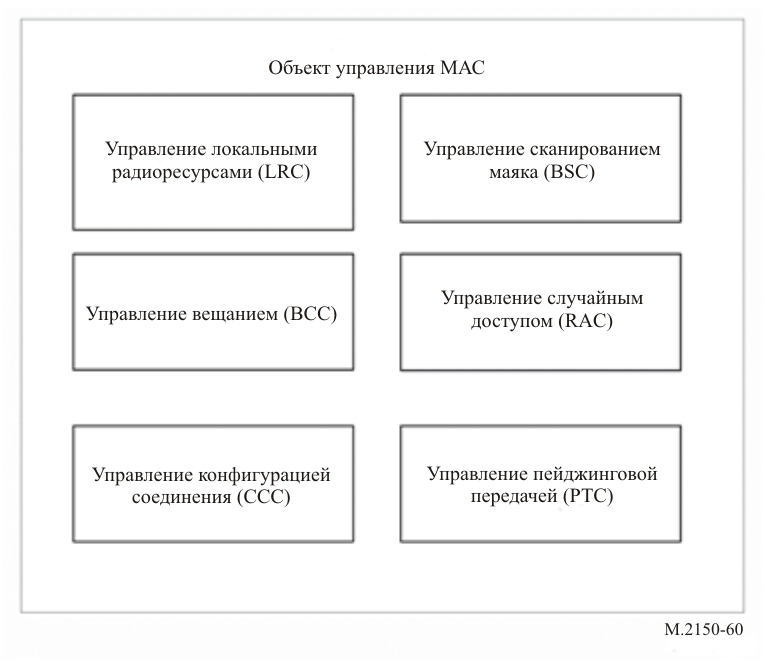 Объект управления MAC
Управление локальными
радиоресурсами (LRC)
Управление сканированием
маяка (BSC)
Управление вещанием (BCC)
Управление случайным
доступом (RAC)
Управление конфигурацией
соединения (CCC)
Управление пейджинговой
передачей (PTC)
M.2150-60